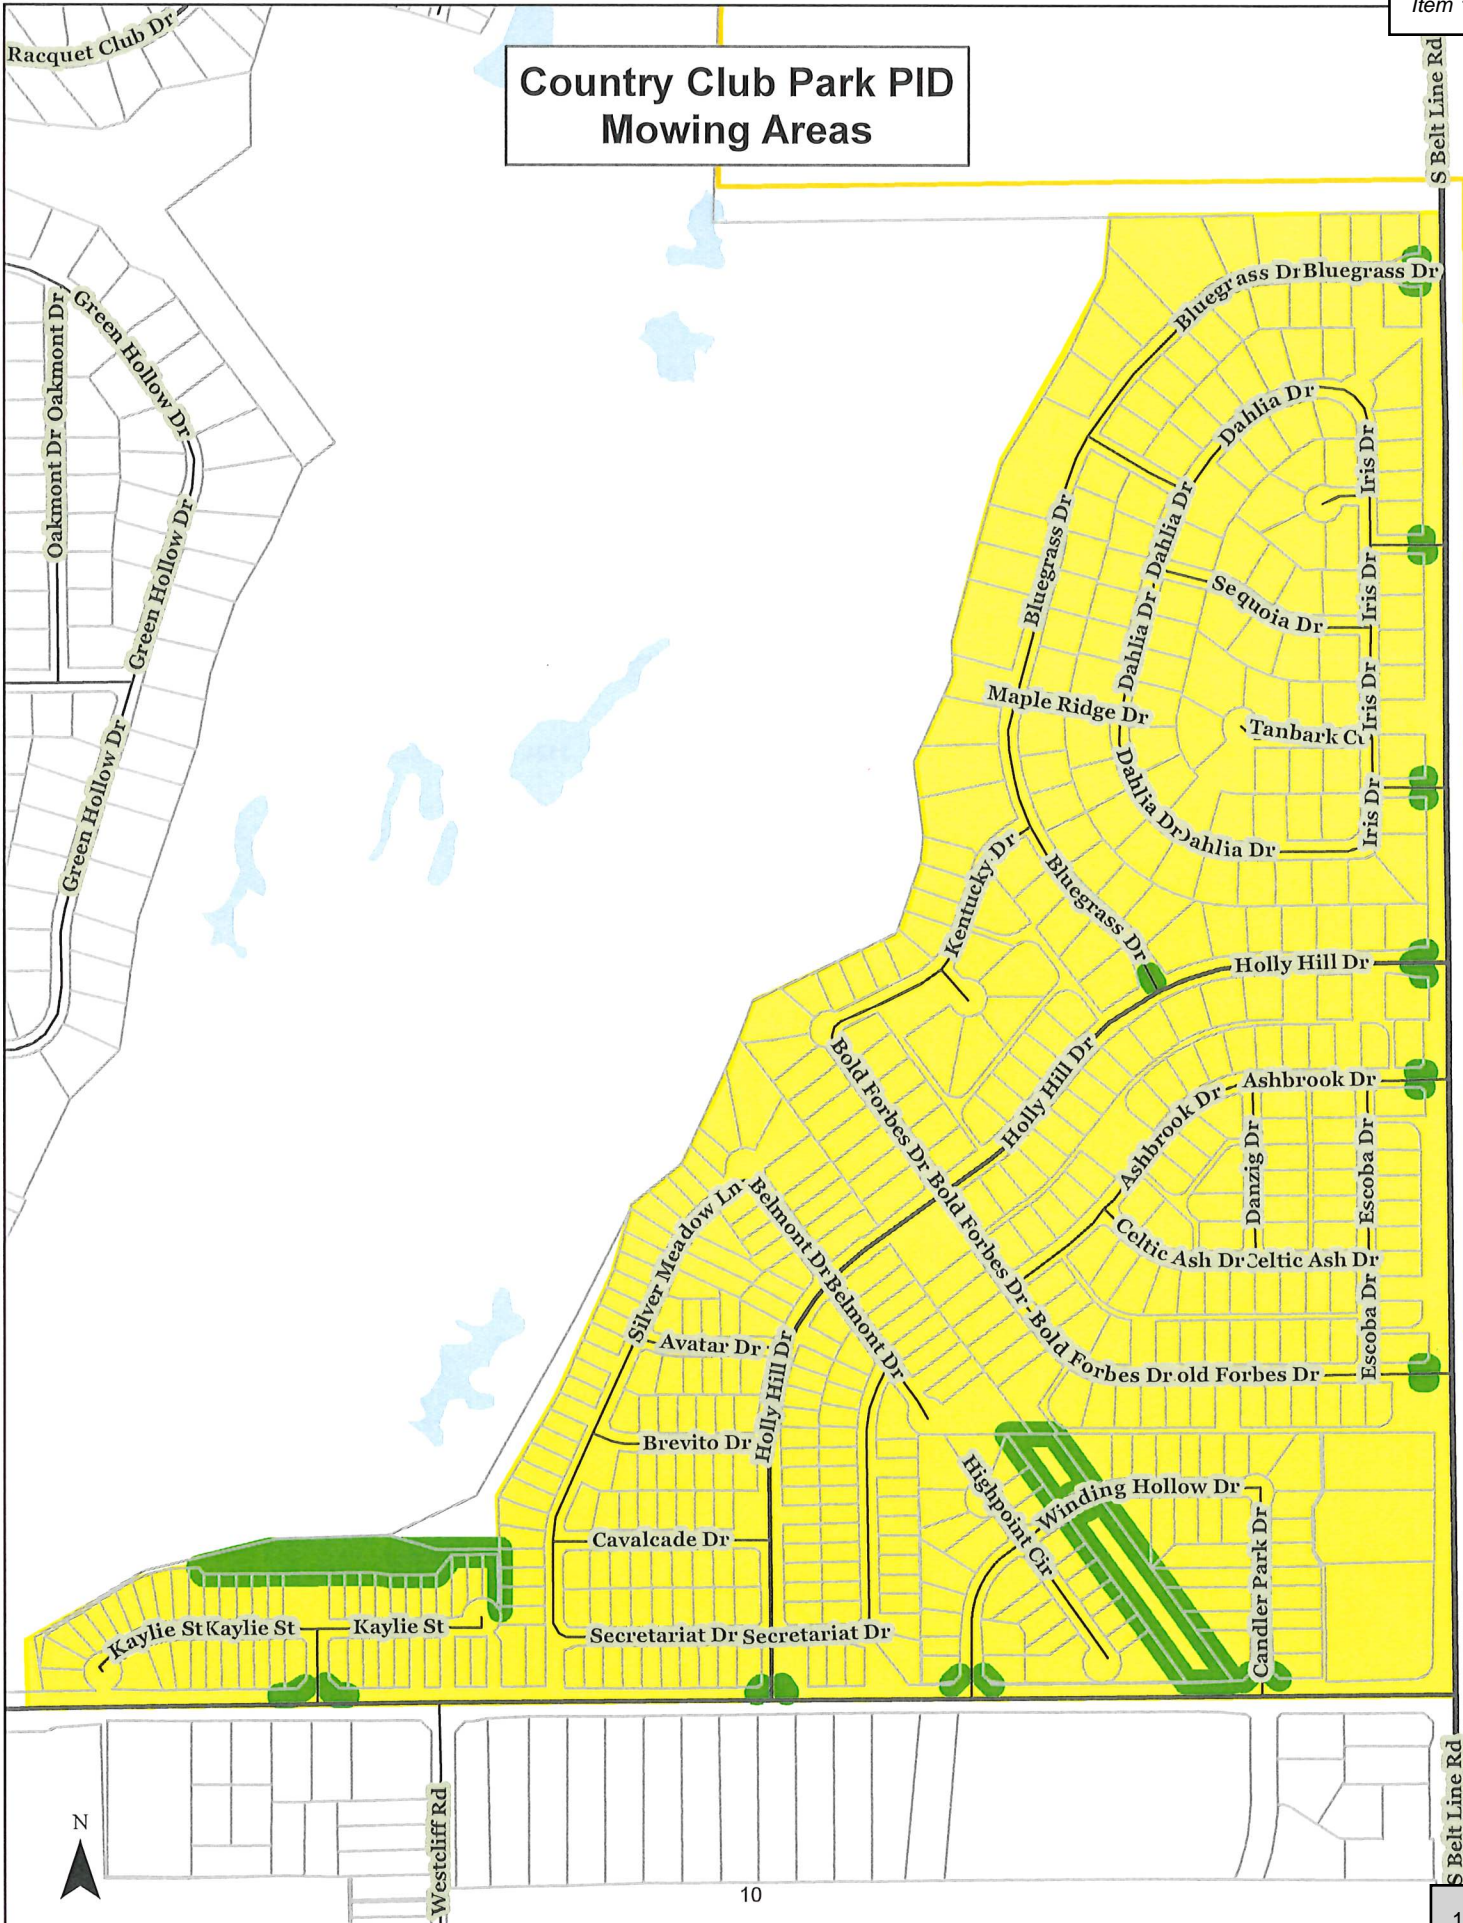 Item
Racquet Club Dr
Country Club Park PID
Mowing Areas
S Belt Line Rd
Bluegrass Dr
Bluegrass Dr
Green Hollow Dr
Oakmont Dr
Oakmont Dr
Dahlia Dr
Iris Dr
Bluegrass Dr
Dahlia Dr
Green Hollow Dr
Iris Dr
Sequoia Dr
Dahlia Dr
Maple Ridge Dr
Iris Dr
Tanbark Ct
Green Hollow Dr
Dahlia Dr
Dahlia Dr
Iris Dr
Kentucky Dr
Bluegrass Dr
Holly Hill Dr
Bold Forbes Dr
Holly Hill Dr
Ashbrook Dr
Ashbrook Dr
Danzig Dr
Escoba Dr
Silver Meadow Ln
Belmont Dr
Bold Forbes Dr
Celtic Ash Dr
Celtic Ash Dr
Belmont Dr
Avatar Dr
Holly Hill Dr
Bold Forbes Dr
old Forbes Dr
Escoba Dr
Brevito Dr
Highpoint Cir
Winding Hollow Dr
Cavalcade Dr
Candler Park Dr
Kaylie St
Kaylie St
Kaylie St
Secretariat Dr
Secretariat Dr
Westcliff Rd
S Belt Line Rd
N
10
1